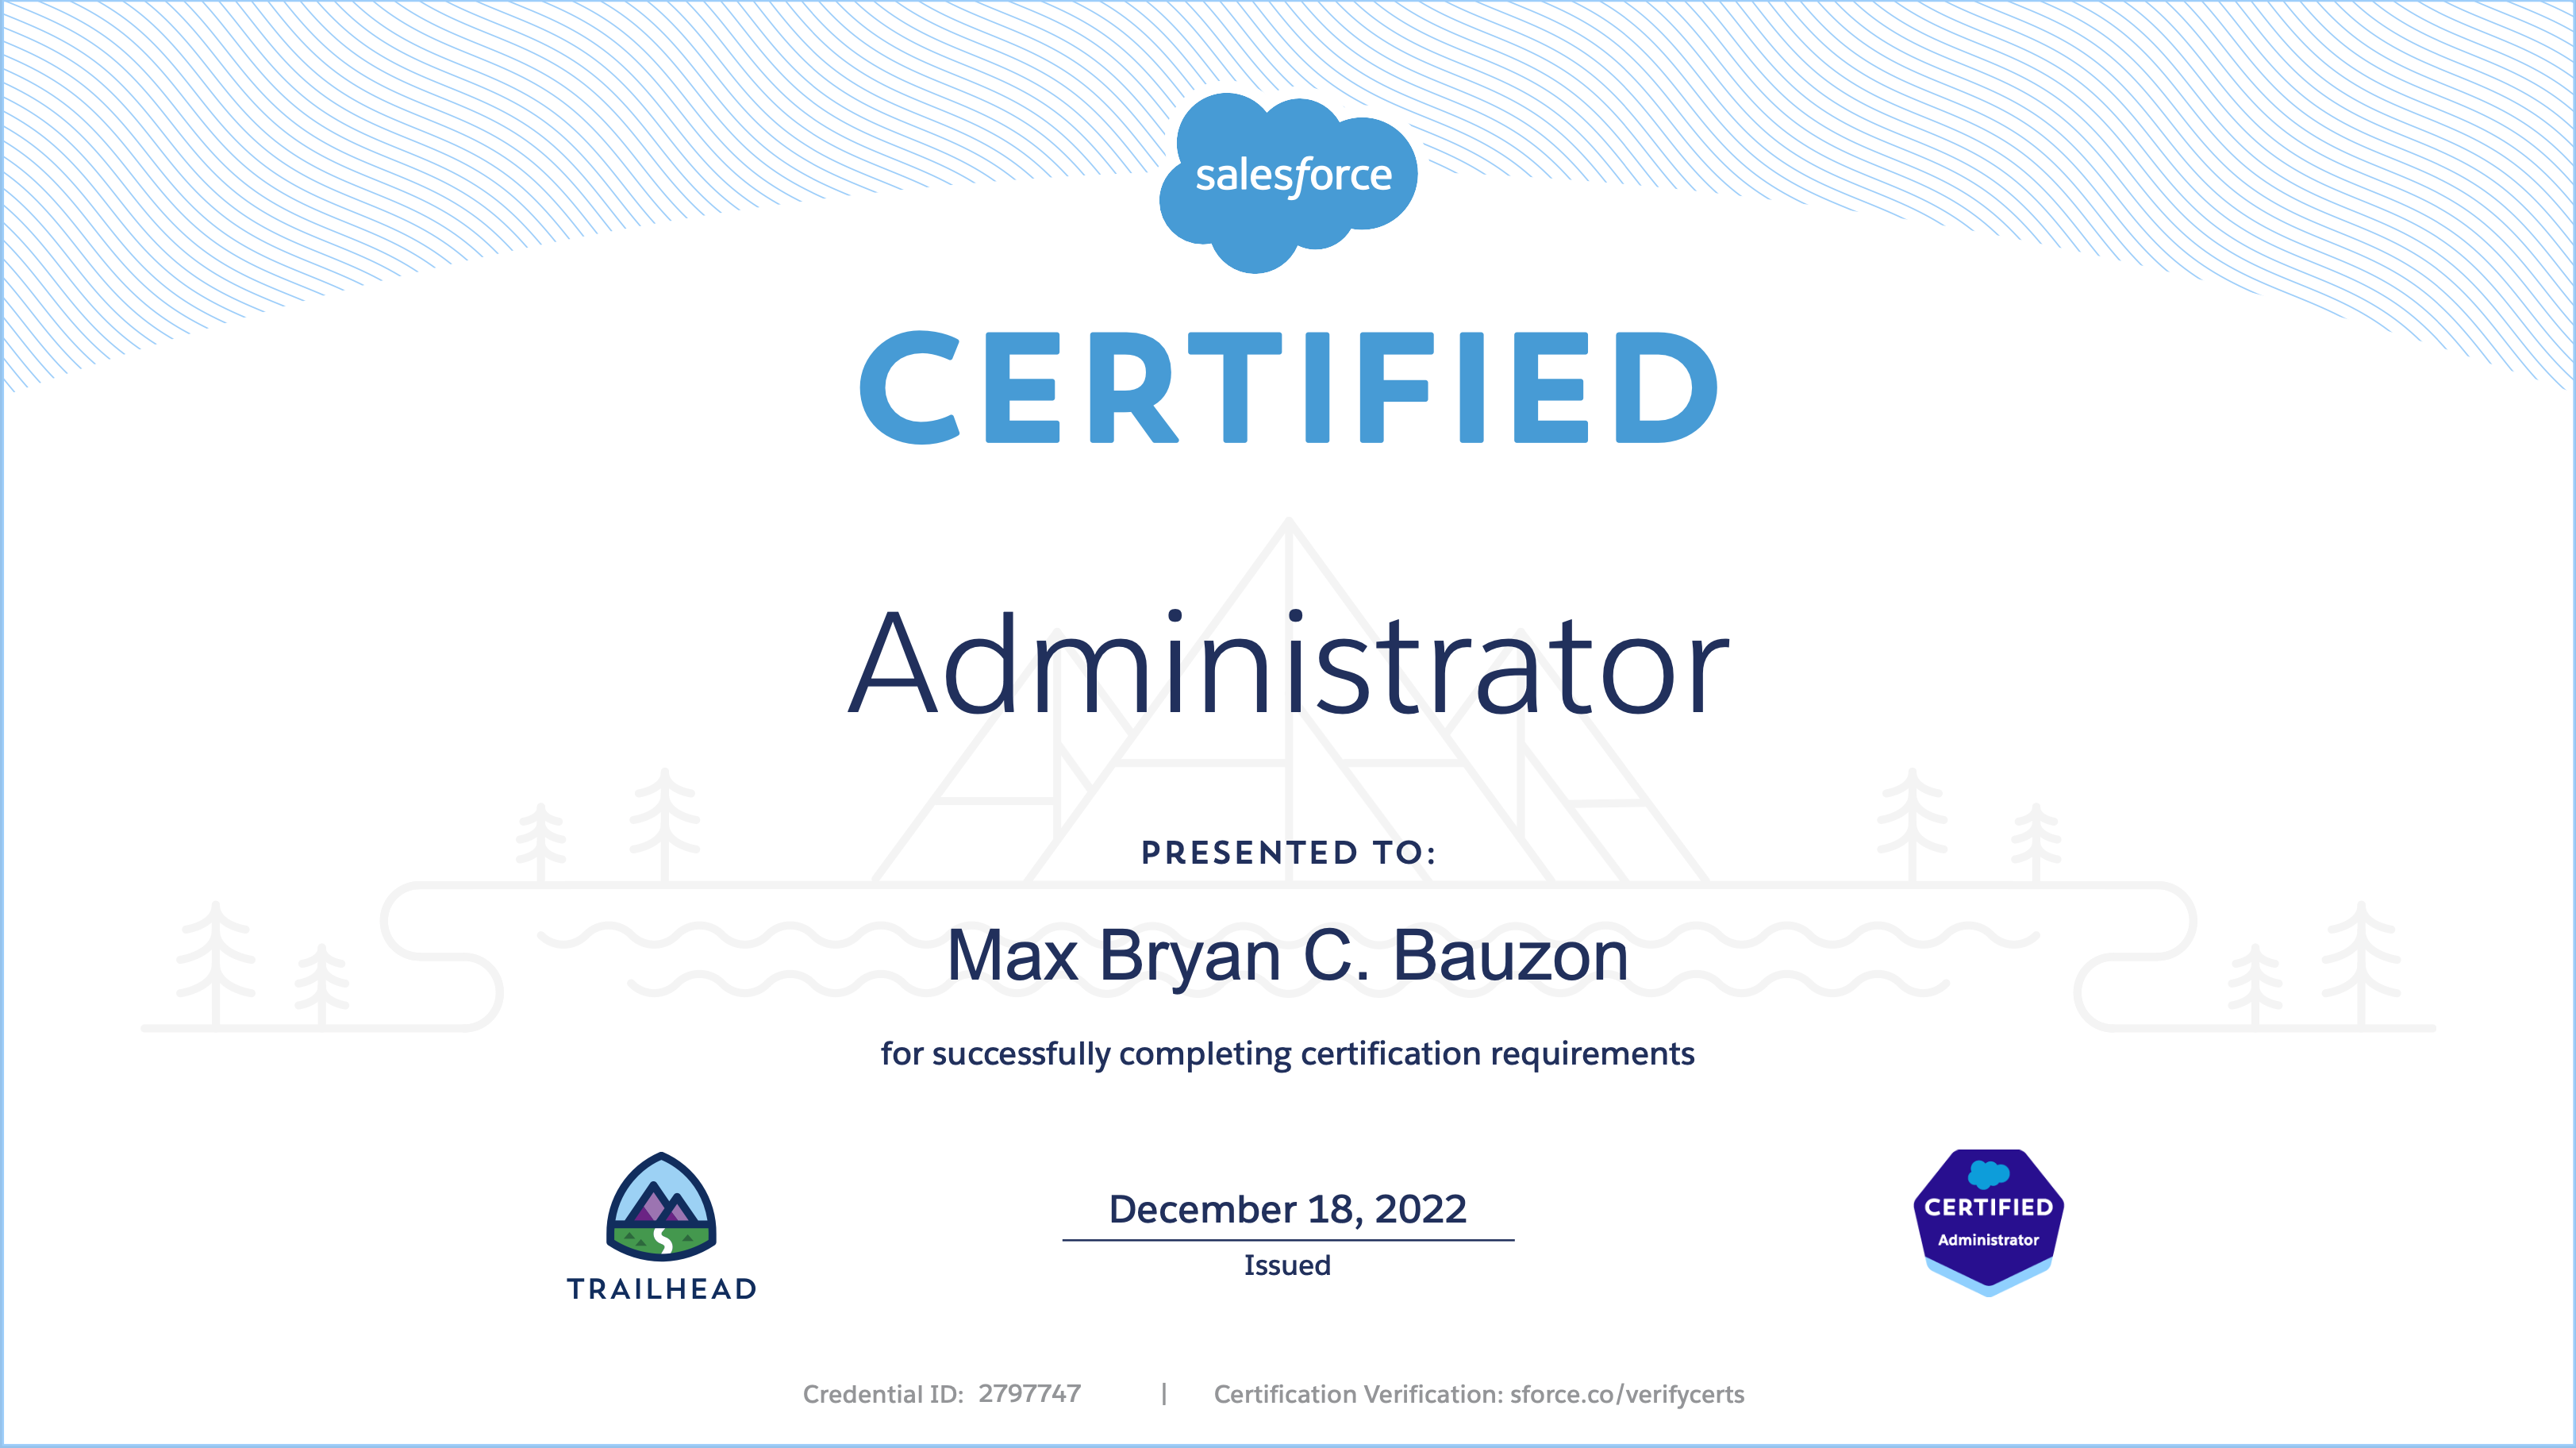 salesforce
CERTIFIED
Administrator
PRESENTED TO:
Max Bryan C. Bauzon
for successfully completing certification requirements
TRAILHEAD
December 18, 2022
Issued
CERTIFIED
Administrator
Credential ID: 2797747 | Certification Verification: sforce.co/verifycerts